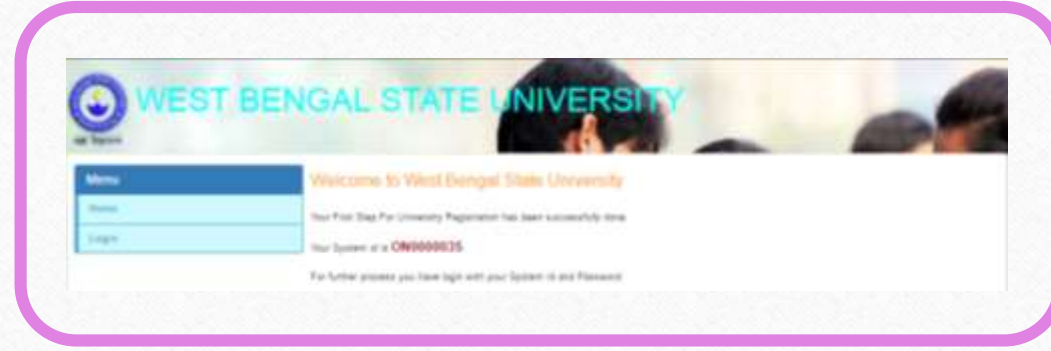 WEST BENGAL STATE UNIVERSITY
Menu
Home
Login
Welcome to West Bengal State University
Your First Step For University Registration has been successfully done
Your System id is ON0000035
For further process you have login with your System id and Password